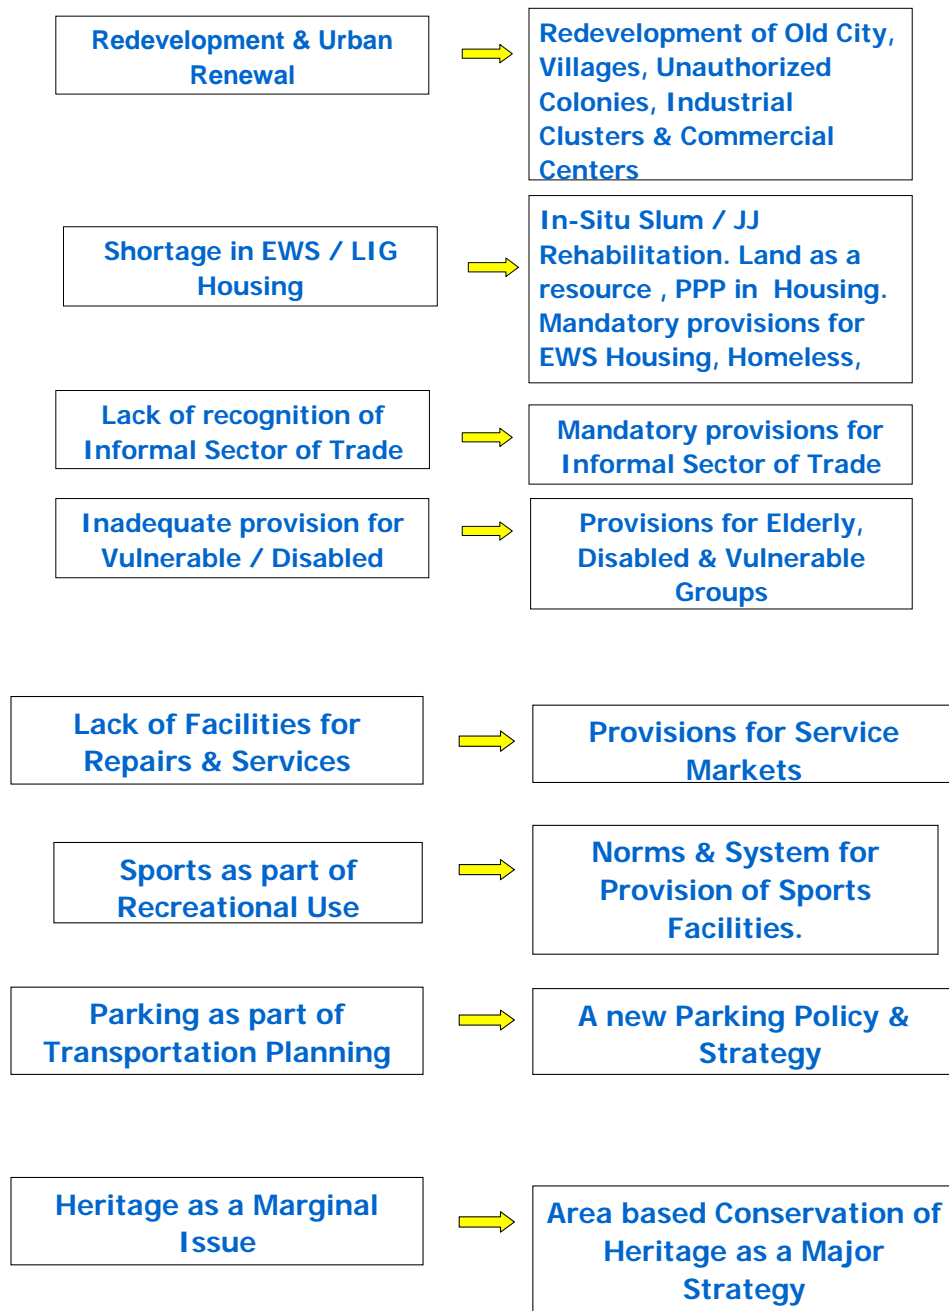 Redevelopment & Urban
Renewal
Redevelopment of Old City,
Villages, Unauthorized
Colonies, Industrial
Clusters & Commercial
Centers
Shortage in EWS / LIG
Housing
In-Situ Slum / JJ
Rehabilitation. Land as a
resource , PPP in Housing.
Mandatory provisions for
EWS Housing, Homeless,
Lack of recognition of
Informal Sector of Trade
Mandatory provisions for
Informal Sector of Trade
Inadequate provision for
Vulnerable / Disabled
Provisions for Elderly,
Disabled & Vulnerable
Groups
Lack of Facilities for
Repairs & Services
Provisions for Service
Markets
Sports as part of
Recreational Use
Norms & System for
Provision of Sports
Facilities.
Parking as part of
Transportation Planning
A new Parking Policy &
Strategy
Heritage as a Marginal
Issue
Area based Conservation of
Heritage as a Major
Strategy